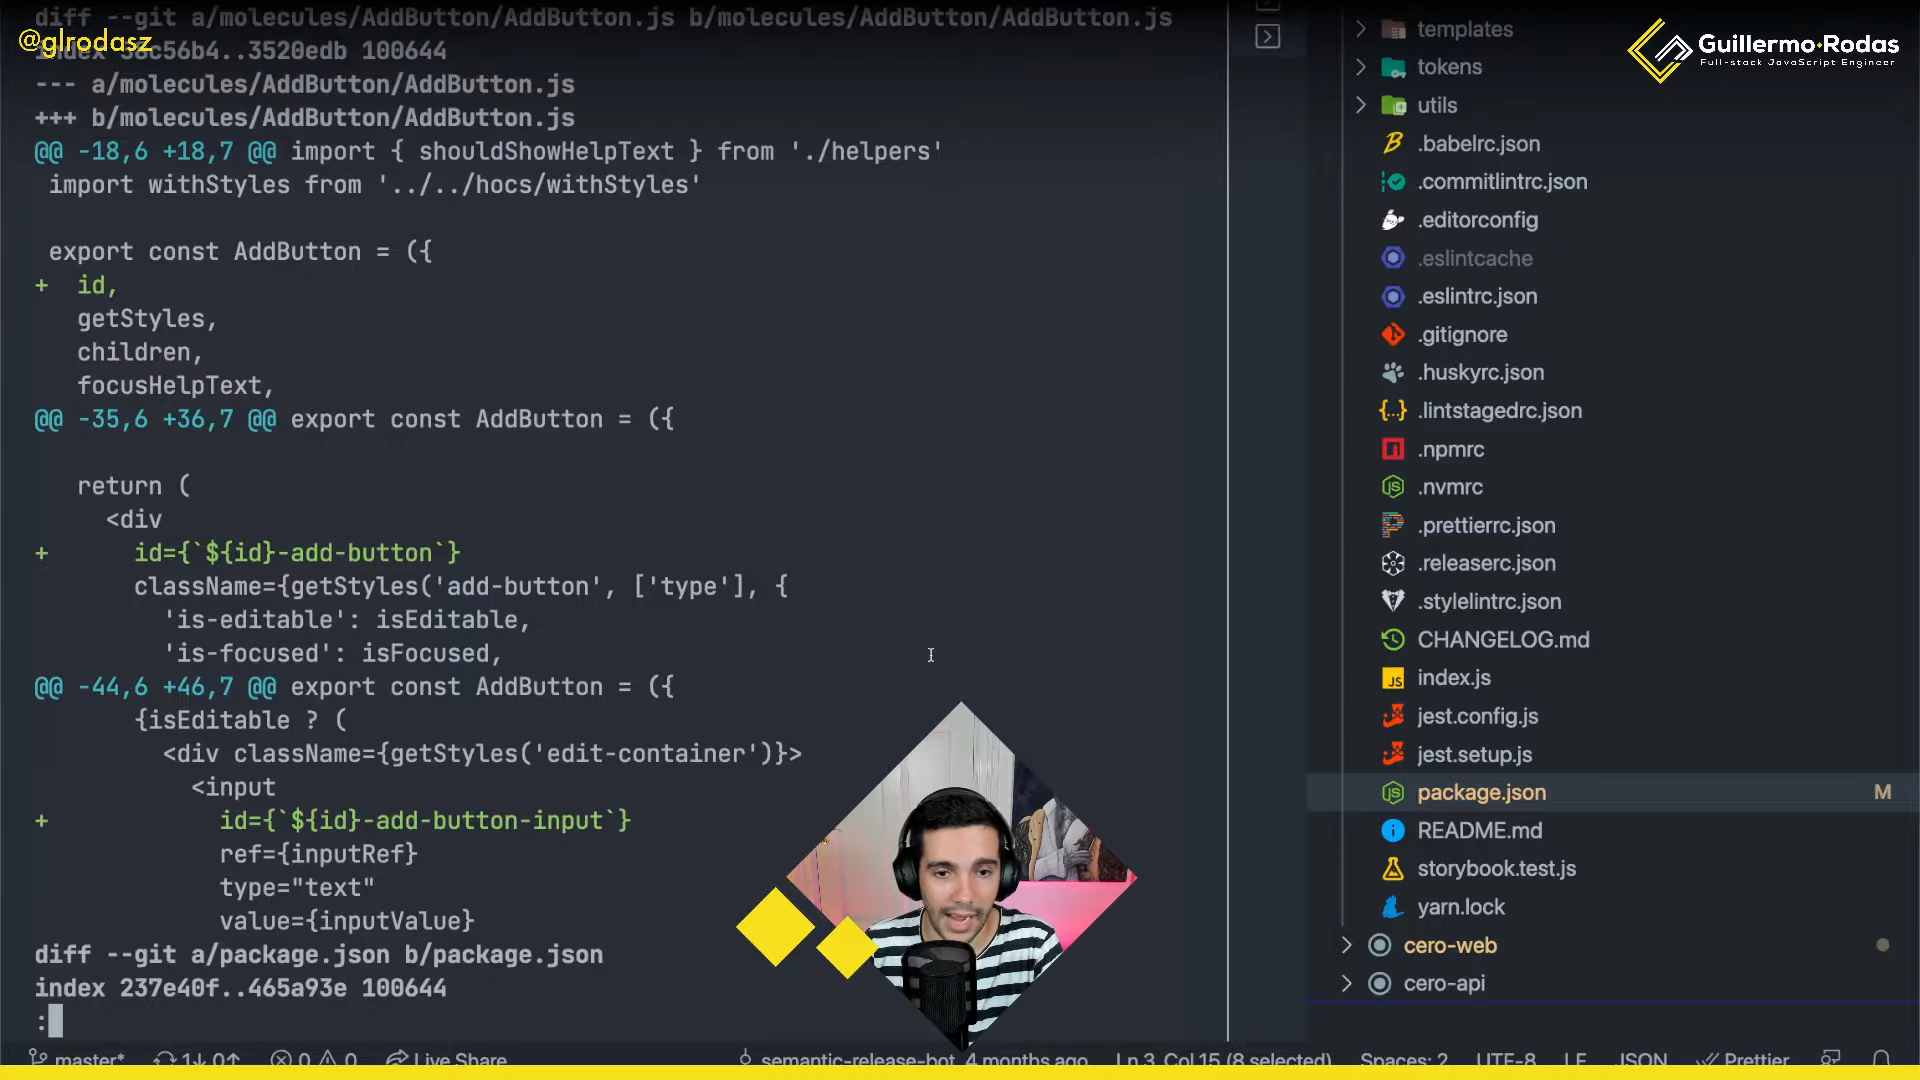 diff --git a/molecules/AddButton/AddButton.js b/molecules/AddButton/AddButton.js
@glrodasz
index 38c56b4..3520edb 100644
--- a/molecules/AddButton/AddButton.js
+++ b/molecules/AddButton/AddButton.js
@@ -18,6 +18,7 @@ import { shouldShowHelpText } from './helpers'
import withStyles from '../../hocs/withStyles'
export const AddButton = ({
+ id,
getStyles,
children,
focusHelpText,
@@ -35,6 +36,7 @@ export const AddButton = ({
return (
<div
+ id={`${id}-add-button`}
className={getStyles('add-button', ['type'], {
'is-editable': isEditable,
'is-focused': isFocused,
@@ -44,6 +46,7 @@ export const AddButton = ({
{isEditable ? (
<div className={getStyles('edit-container')}>
<input
+ id={`${id}-add-button-input`}
ref={inputRef}
type="text"
value={inputValue}
diff --git a/package.json b/package.json
index 237e40f..465a93e 100644
:
templates
tokens
utils
.babelrc.json
.commitlintrc.json
.editorconfig
.eslintcache
.eslintrc.json
.gitignore
.huskyrc.json
.lintstagedrc.json
.npmrc
.nvmrc
.prettierrc.json
.releaserc.json
.stylelintrc.json
CHANGELOG.md
index.js
jest.config.js
jest.setup.js
package.json M
README.md
storybook.test.js
yarn.lock
cero-web
cero-api
Guillermo Rodas
Full-stack JavaScript Engineer
master* 1↓ 0↑ 0 0 Live Share semantic-release-bot, 4 months ago Ln 3, Col 15 (8 selected) Spaces: 2 UTF-8 LF JSON Prettier